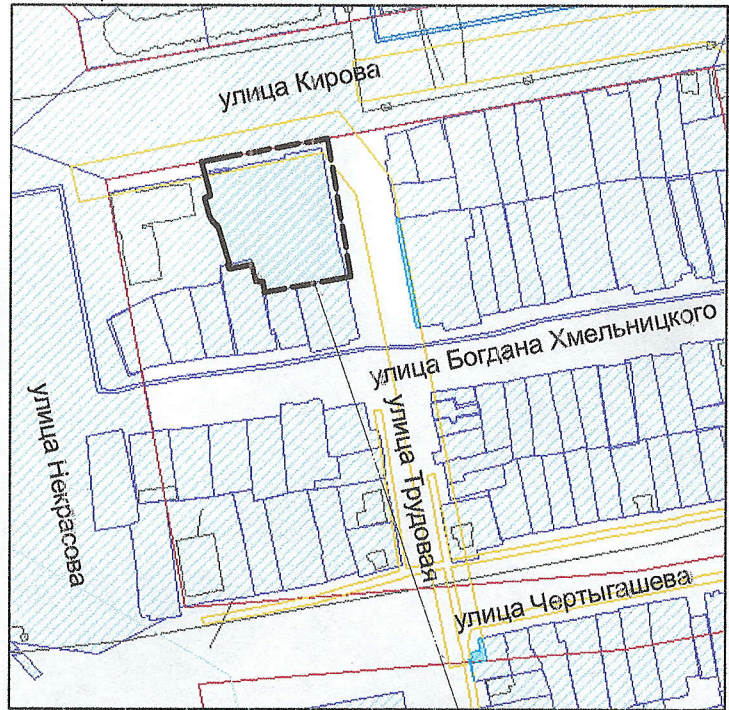 улица Кирова
улица Богдана Хмельницкого
улица Некрасова
улица Трудовая
улица Чертыгашева